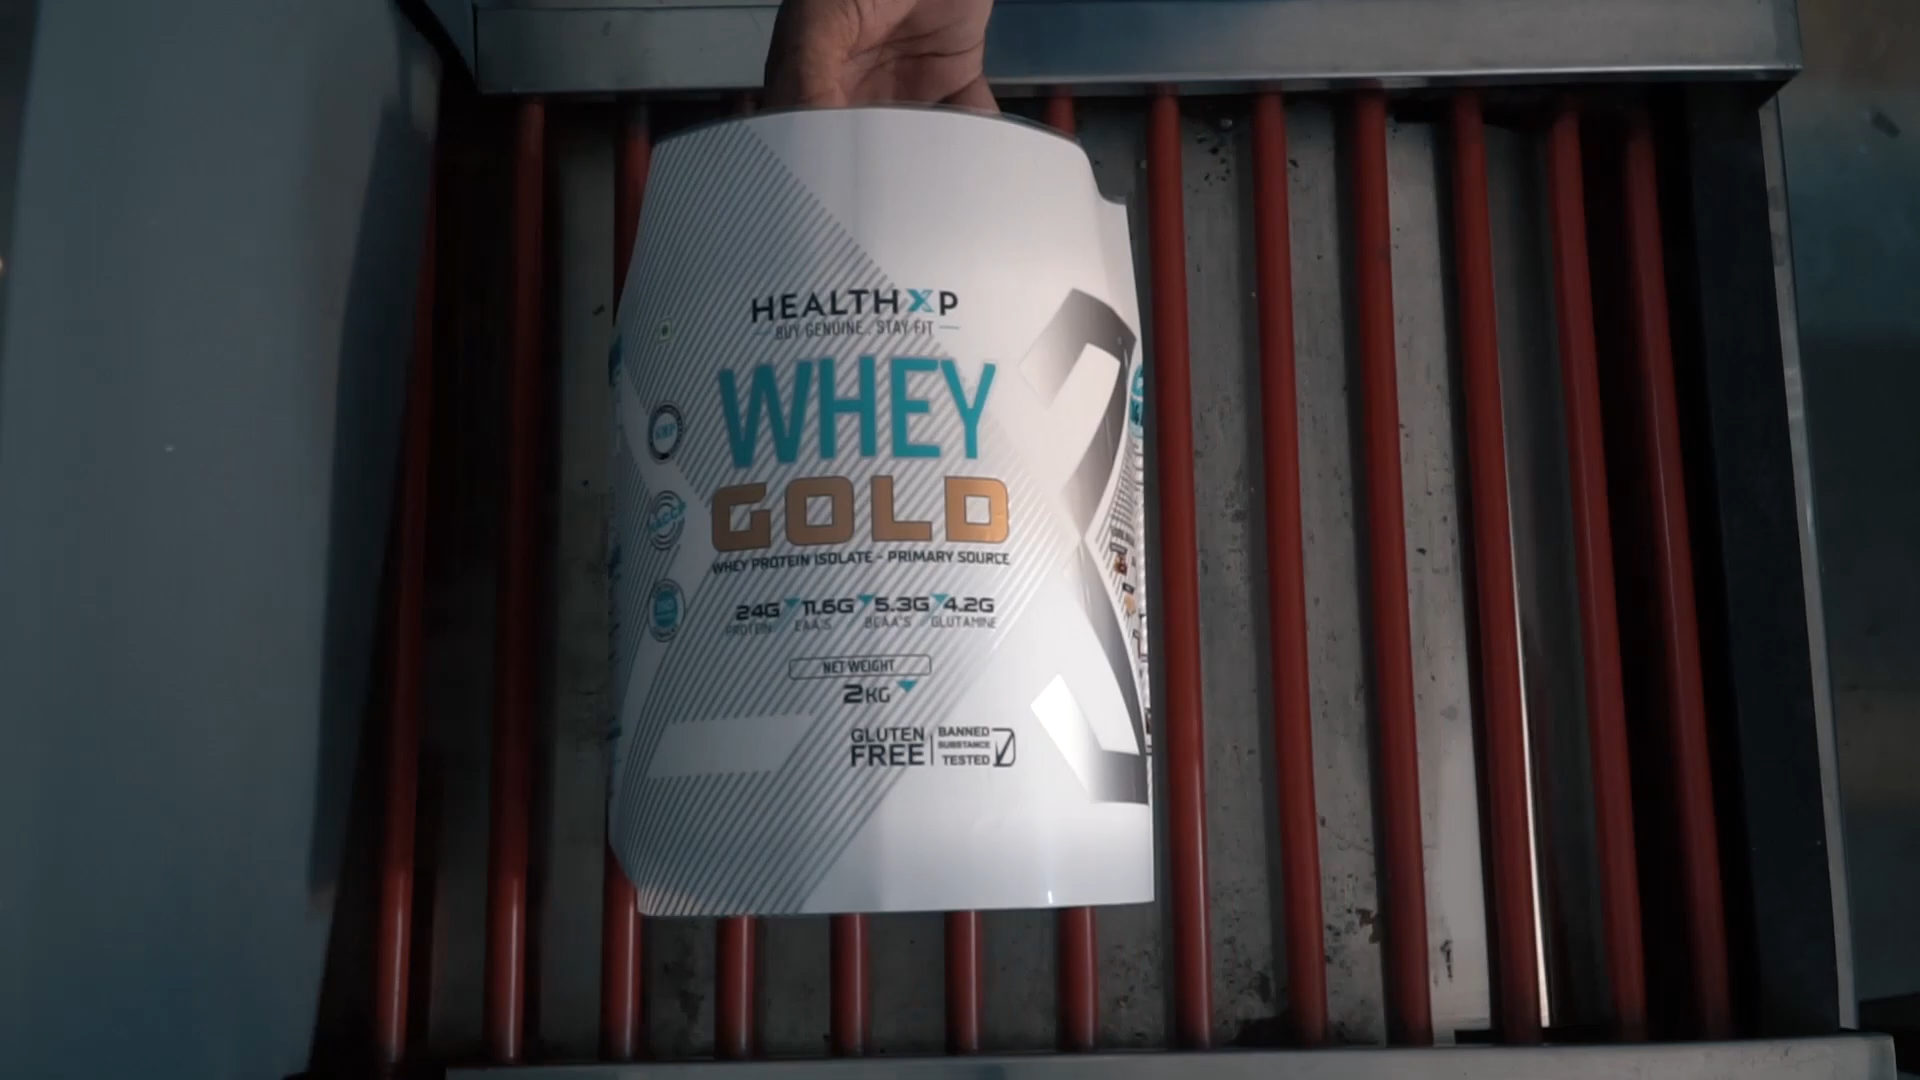 HEALTHXP
BUY GENUINE . STAY FIT
WHEY
GOLD
WHEY PROTEIN ISOLATE - PRIMARY SOURCE
24G 11.6G 5.3G 4.2G
PROTEIN EAA'S BCAA'S GLUTAMINE
NET WEIGHT
2KG
GLUTEN FREE
BANNED SUBSTANCE TESTED